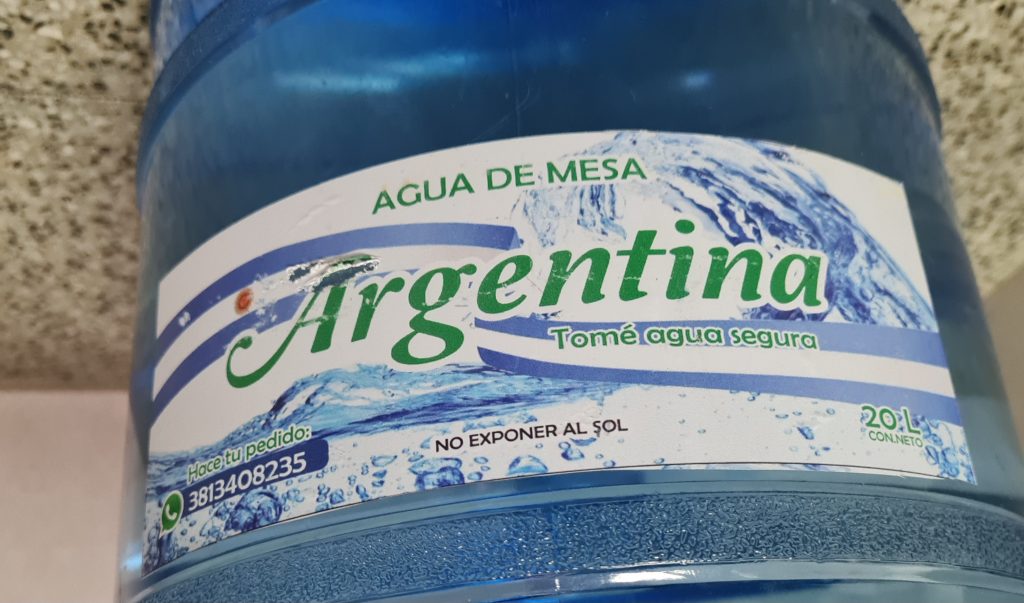 AGUA DE MESA
Argentina
Tomé agua segura
NO EXPONER AL SOL
20 L
CON.NETO
Hace tu pedido:
3813408235